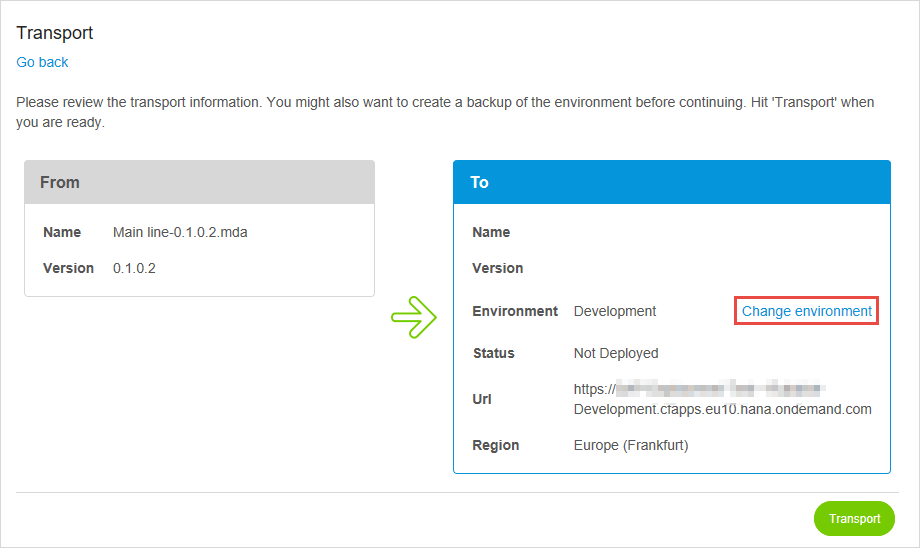 Transport
Go back
Please review the transport information. You might also want to create a backup of the environment before continuing. Hit 'Transport' when
you are ready.
From
Name Main line-0.1.0.2.mda
Version 0.1.0.2
To
Name
Version
Environment Development Change environment
Status Not Deployed
Url https://
Development.cfapps.eu10.hana.ondemand.com
Region Europe (Frankfurt)
Transport